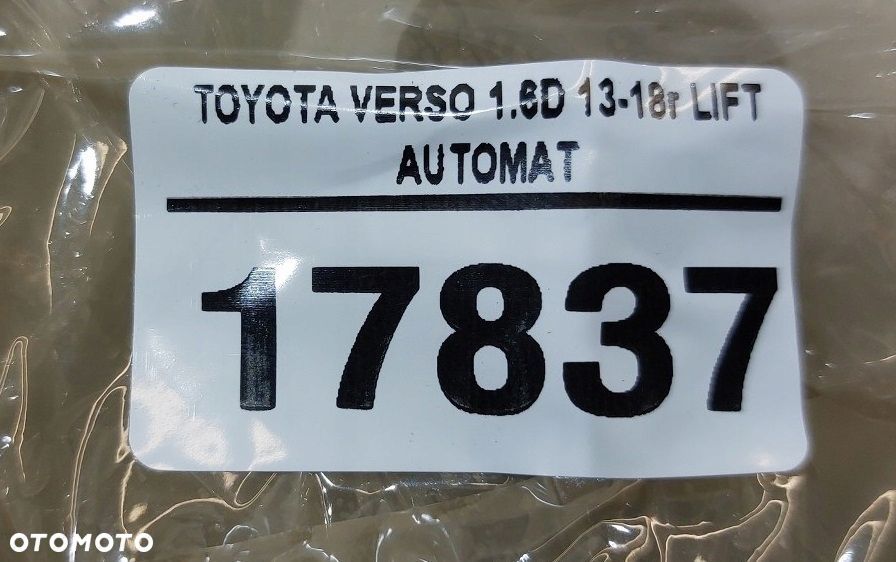 TOYOTA VERSO 1.6D 13-18r LIFT
AUTOMAT
17837
OTOMOTO